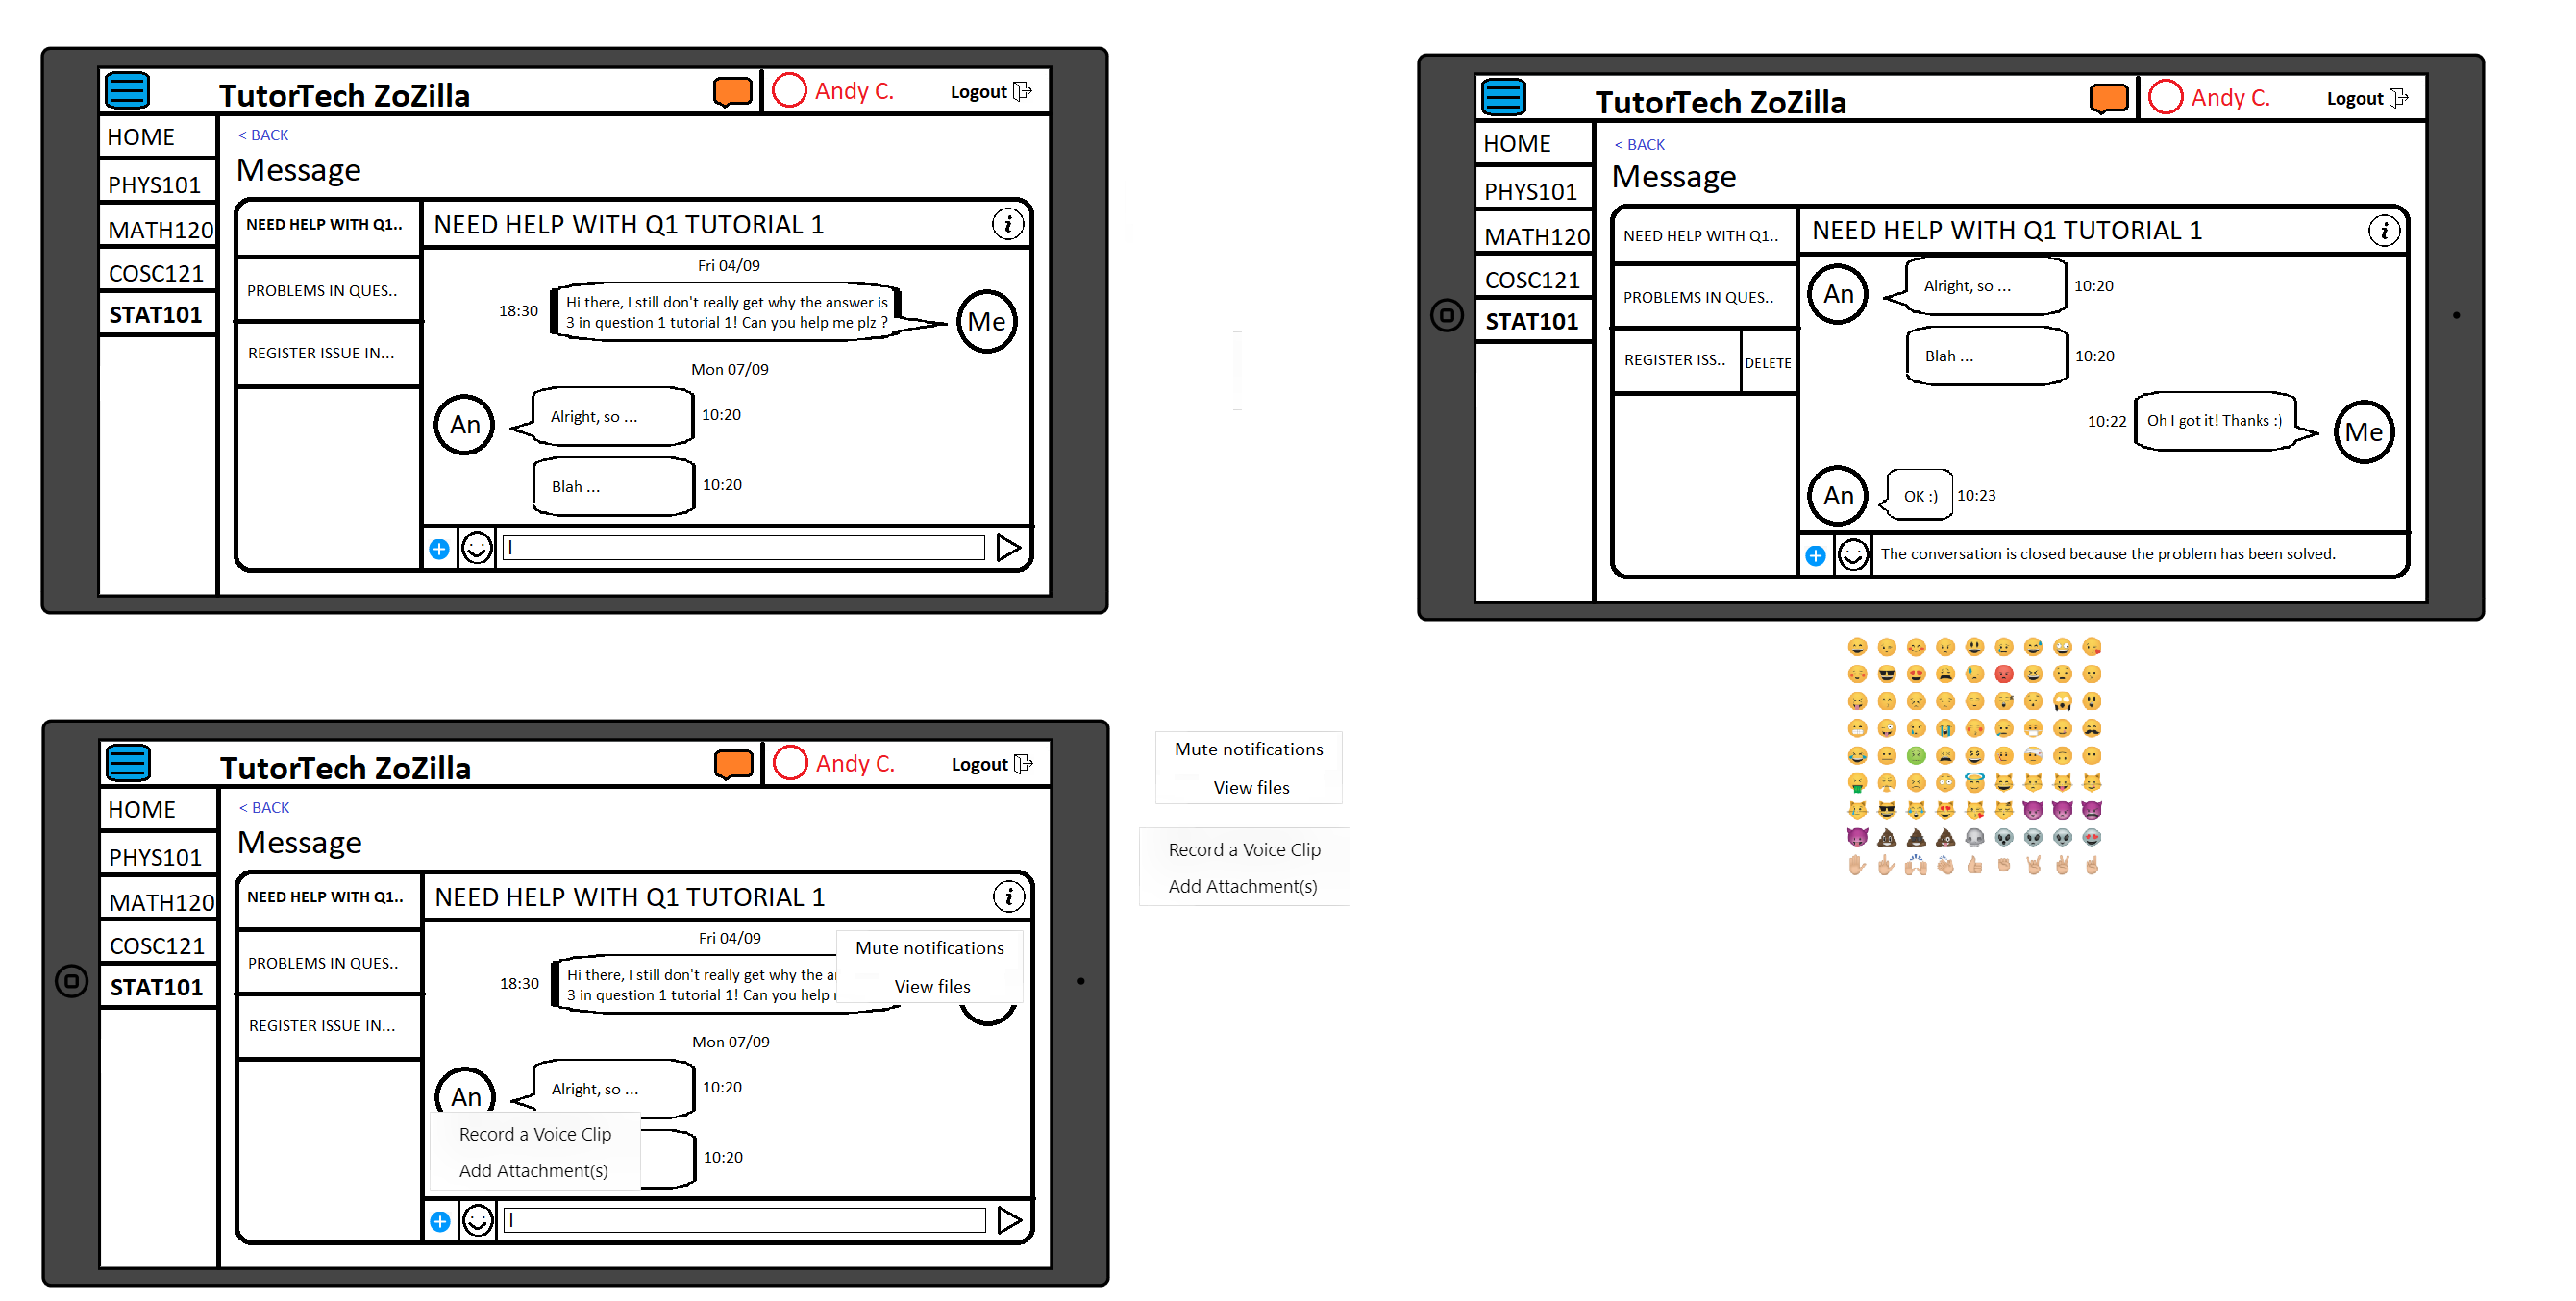 TutorTech ZoZilla
Andy C.
Logout
HOME
PHYS101
MATH120
COSC121
STAT101
< BACK
Message
NEED HELP WITH Q1..
PROBLEMS IN QUES..
REGISTER ISSUE IN...
NEED HELP WITH Q1 TUTORIAL 1
i
Fri 04/09
18:30
Hi there, I still don't really get why the answer is
3 in question 1 tutorial 1! Can you help me plz ?
Me
Mon 07/09
An
Alright, so ...
10:20
Blah ...
10:20
TutorTech ZoZilla
Andy C.
Logout
HOME
PHYS101
MATH120
COSC121
STAT101
< BACK
Message
NEED HELP WITH Q1..
PROBLEMS IN QUES..
REGISTER ISS..
DELETE
NEED HELP WITH Q1 TUTORIAL 1
i
An
Alright, so ...
10:20
Blah ...
10:20
10:22
Oh I got it! Thanks :)
Me
An
OK :)
10:23
The conversation is closed because the problem has been solved.
TutorTech ZoZilla
Andy C.
Logout
HOME
PHYS101
MATH120
COSC121
STAT101
< BACK
Message
NEED HELP WITH Q1..
PROBLEMS IN QUES..
REGISTER ISSUE IN...
NEED HELP WITH Q1 TUTORIAL 1
i
Fri 04/09
Mute notifications
View files
18:30
Hi there, I still don't really get why the
3 in question 1 tutorial 1! Can you help
Mon 07/09
An
Alright, so ...
10:20
Record a Voice Clip
Add Attachment(s)
10:20
Mute notifications
View files
Record a Voice Clip
Add Attachment(s)